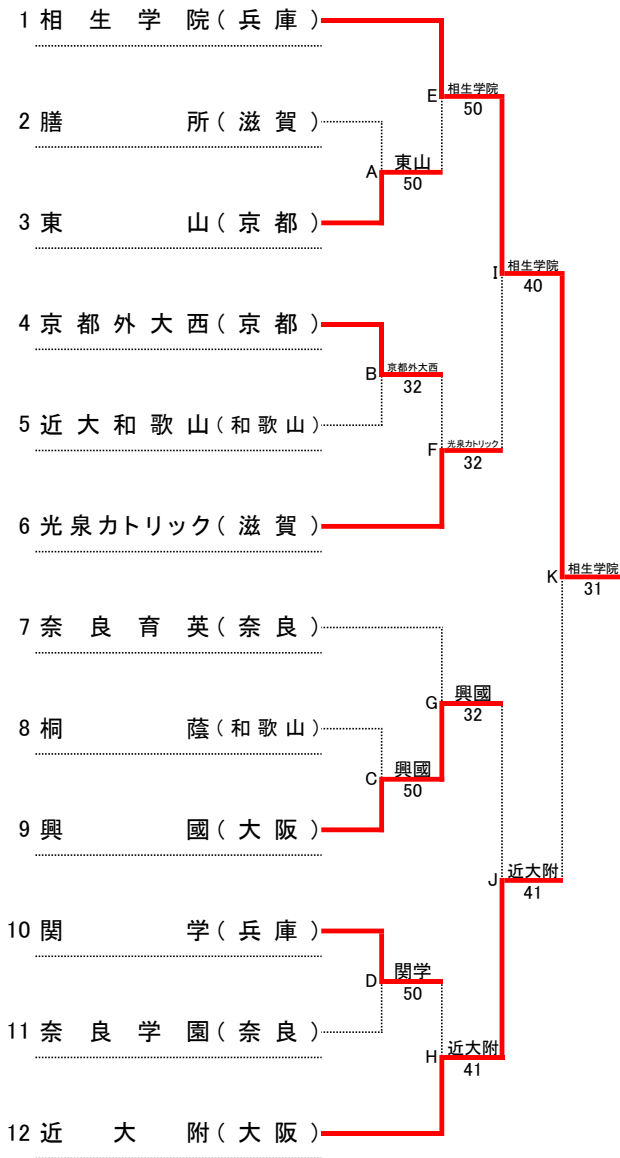 1 相生学院(兵庫)
E 相生学院
50
2 膳所(滋賀)
A 東山
50
3 東山(京都)
I 相生学院
40
4 京都外大西(京都)
B 京都外大西
32
5 近大和歌山(和歌山)
F 光泉カトリック
32
6 光泉カトリック(滋賀)
K 相生学院
31
7 奈良育英(奈良)
G 興國
32
8 桐蔭(和歌山)
C 興國
50
9 興國(大阪)
J 近大附
41
10 関学(兵庫)
D 関学
50
11 奈良学園(奈良)
H 近大附
41
12 近大附(大阪)